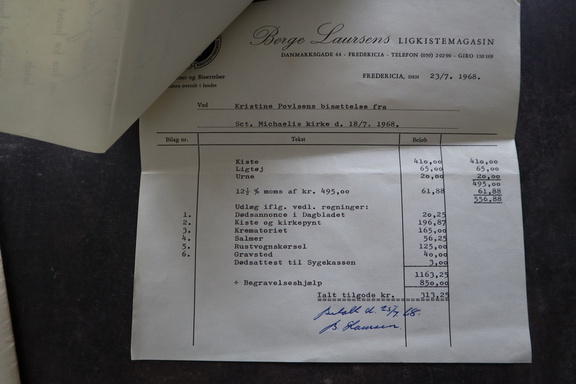 Børge Laursens LIGKISTEMAGASIN
DANMARKSGADE 44 - FREDERICIA - TELEFON (059) 20296 - GIRO
og Bisættelser
FREDERICIA, DEN 23/7. 1968.
Ved Kristine Povlsens bisættelse fra
Sct. Michaelis kirke d. 18/7. 1968.
Bilag nr. Tekst Beløb
Kiste 410,00 410,00
Ligtøj 65,00 65,00
Urne 20,00 20,00
495,00
12½ % moms af kr. 495,00 61,88 61,88
556,88
Udlæg iflg. vedl. regninger:
1. Dødsannonce i Dagbladet 20,25
2. Kiste og kirkepynt 196,87
3. Krematoriet 165,00
4. Salmer 56,25
5. Rustvognskørsel 125,00
6. Gravsted 40,00
Dødsattest til Sygekassen 3,00
1163,25
÷ Begravelseshjælp 850,00
Ialt tilgode kr. 313,25
Betalt d. 25/7 68
B Laursen